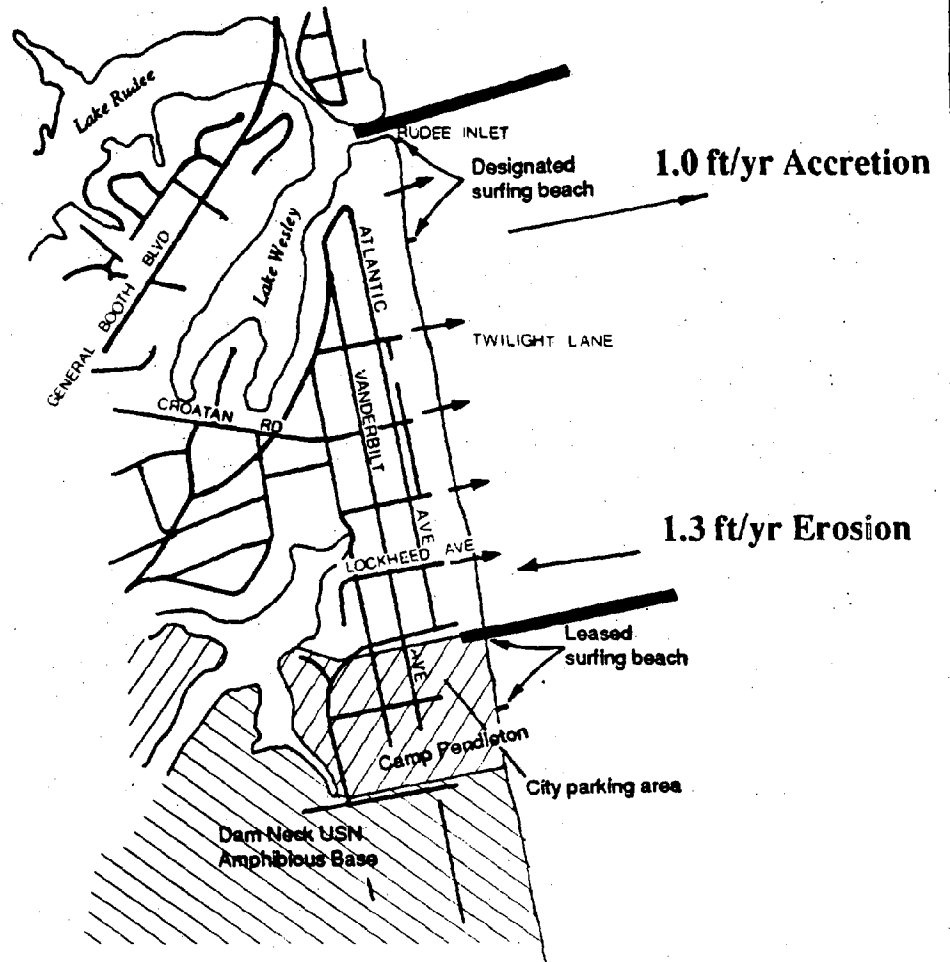 Lake Rudee
RUDEE INLET
Designated
surfing beach
1.0 ft/yr Accretion
Lake Wesley
ATLANTIC
GENERAL BOOTH BLVD
TWILIGHT LANE
VANDERBILT
CROATAN RD
AVE
1.3 ft/yr Erosion
LOCKHEED AVE
Leased
surfing beach
AVE
Camp Pendleton
City parking area
Dam Neck USN
Amphibious Base